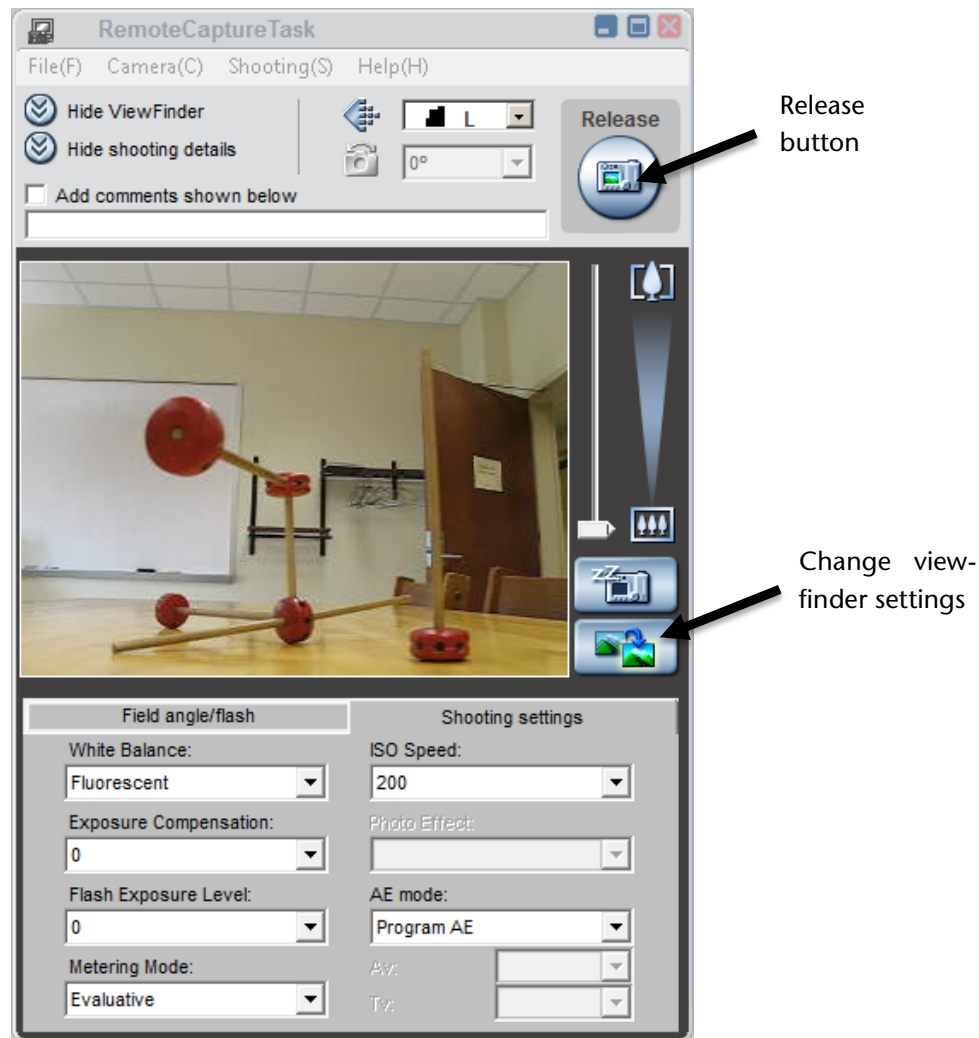 RemoteCaptureTask
File(F) Camera(C) Shooting(S) Help(H)
Hide ViewFinder
Hide shooting details
L
0°
Release
Add comments shown below
Release
button
zZ
Change view-
finder settings
Field angle/flash Shooting settings
White Balance: ISO Speed:
Fluorescent 200
Exposure Compensation: Photo Effect:
0
Flash Exposure Level: AE mode:
0 Program AE
Metering Mode: Av:
Evaluative Tv: